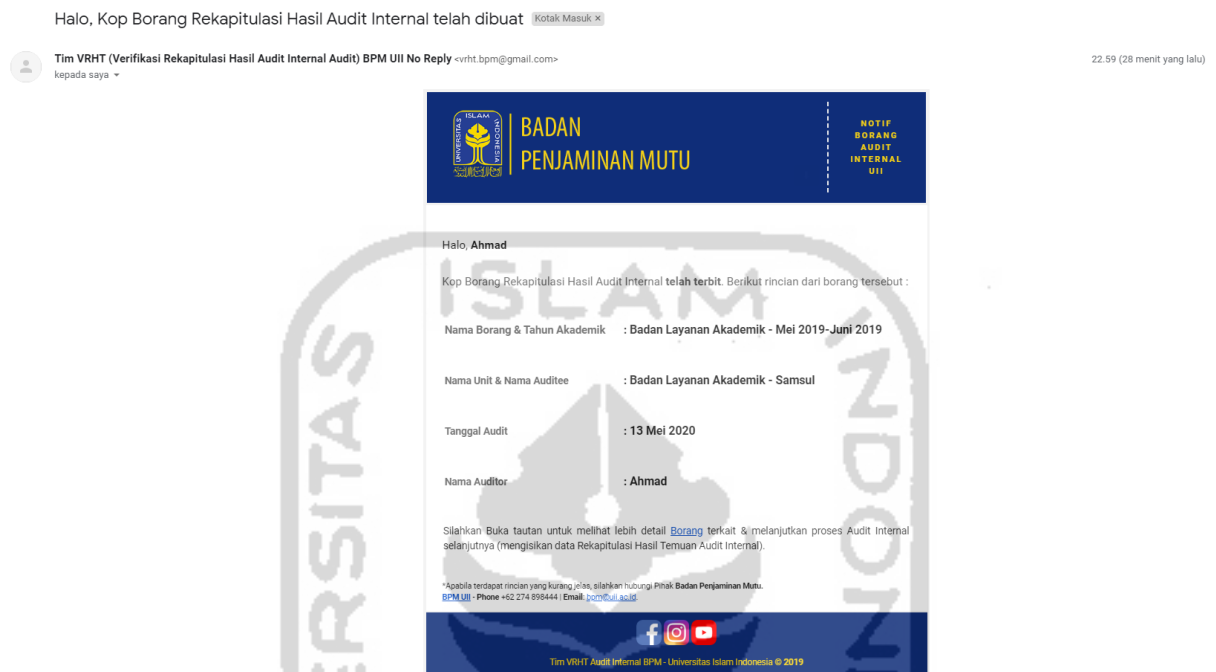 Halo, Kop Borang Rekapitulasi Hasil Audit Internal telah dibuat Kotak Masuk ×
Tim VRHT (Verifikasi Rekapitulasi Hasil Audit Internal Audit) BPM UII No Reply <vrht.bpm@gmail.com>
22.59 (28 menit yang lalu)
kepada saya
UNIVERSITAS ISLAM INDONESIA
BADAN
PENJAMINAN MUTU
NOTIF
BORANG
AUDIT
INTERNAL
UII
Halo, Ahmad
Kop Borang Rekapitulasi Hasil Audit Internal telah terbit. Berikut rincian dari borang tersebut :
Nama Borang & Tahun Akademik : Badan Layanan Akademik - Mei 2019-Juni 2019
Nama Unit & Nama Auditee : Badan Layanan Akademik - Samsul
Tanggal Audit : 13 Mei 2020
Nama Auditor : Ahmad
Silahkan Buka tautan untuk melihat lebih detail Borang terkait & melanjutkan proses Audit Internal
selanjutnya (mengisikan data Rekapitulasi Hasil Temuan Audit Internal).
*Apabila terdapat rincian yang kurang jelas, silahkan hubungi Pihak Badan Penjaminan Mutu.
BPM UII - Phone +62 274 898444 | Email: bpm@uii.ac.id.
Tim VRHT Audit Internal BPM - Universitas Islam Indonesia © 2019
ISLAM
ERSITAS
INDON